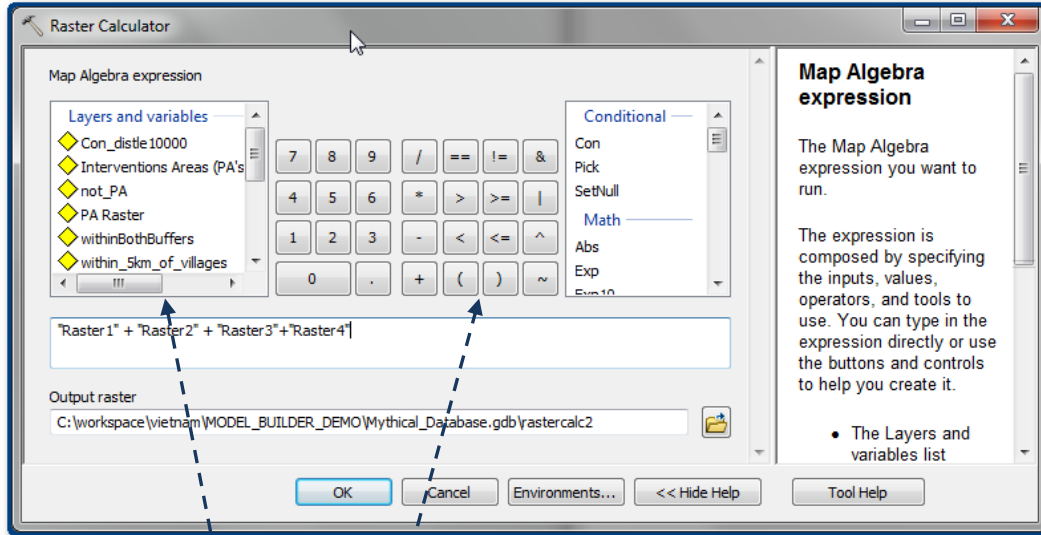 Raster Calculator
Map Algebra expression
Layers and variables
Con_distle10000
Interventions Areas (PA's
not_PA
PA Raster
withinBothBuffers
within_5km_of_villages
7 8 9 / == != &
4 5 6 * > >= |
1 2 3 - < <= ^
0 . + ( ) ~
Conditional
Con
Pick
SetNull
Math
Abs
Exp
Exp10
"Raster1" + "Raster2" + "Raster3"+"Raster4"
Output raster
C:\workspace\vietnam\MODEL_BUILDER_DEMO\Mythical_Database.gdb\rastercalc2
OK Cancel Environments... << Hide Help Tool Help
Map Algebra
expression
The Map Algebra
expression you want to
run.
The expression is
composed by specifying
the inputs, values,
operators, and tools to
use. You can type in the
expression directly or use
the buttons and controls
to help you create it.
• The Layers and
variables list